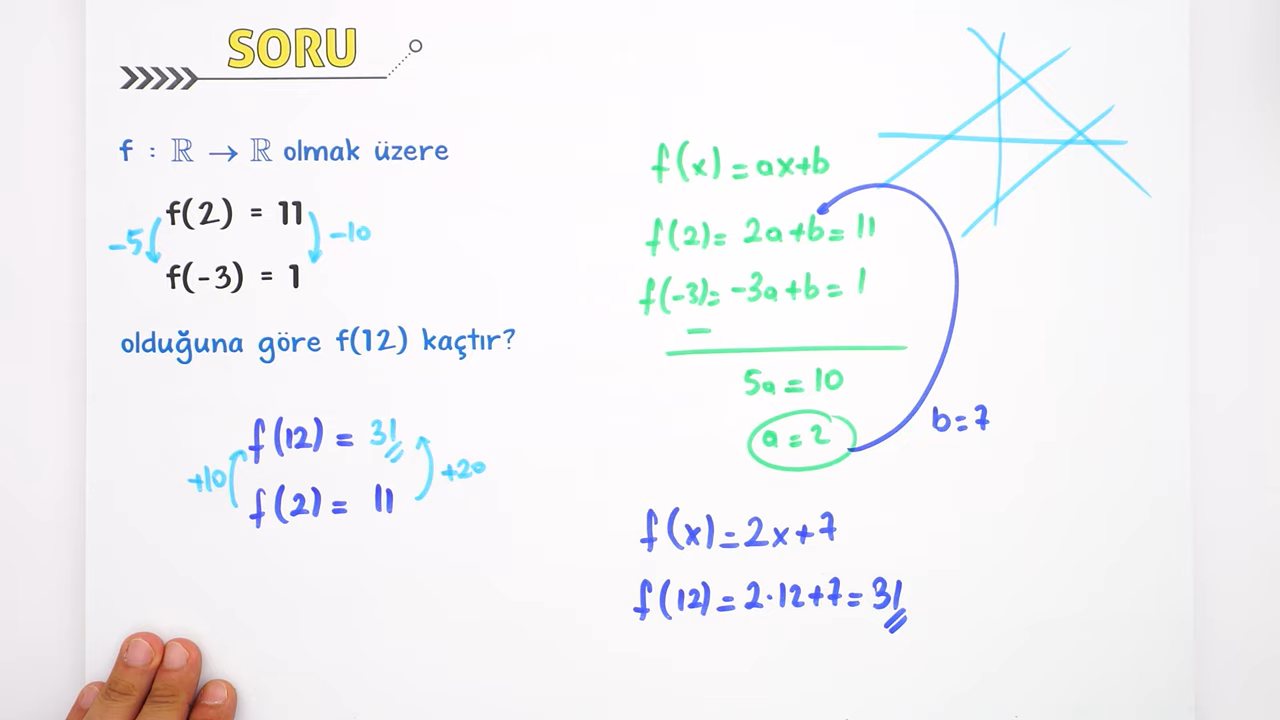 SORU
f : ℝ → ℝ olmak üzere
f(2) = 11
-5
-10
f(-3) = 1
olduğuna göre f(12) kaçtır?
f(12) = 31
+10
+20
f(2) = 11
f(x) = ax+b
f(2) = 2a+b = 11
f(-3) = -3a+b = 1
-
5a = 10
a = 2
b = 7
f(x) = 2x+7
f(12) = 2·12+7 = 31